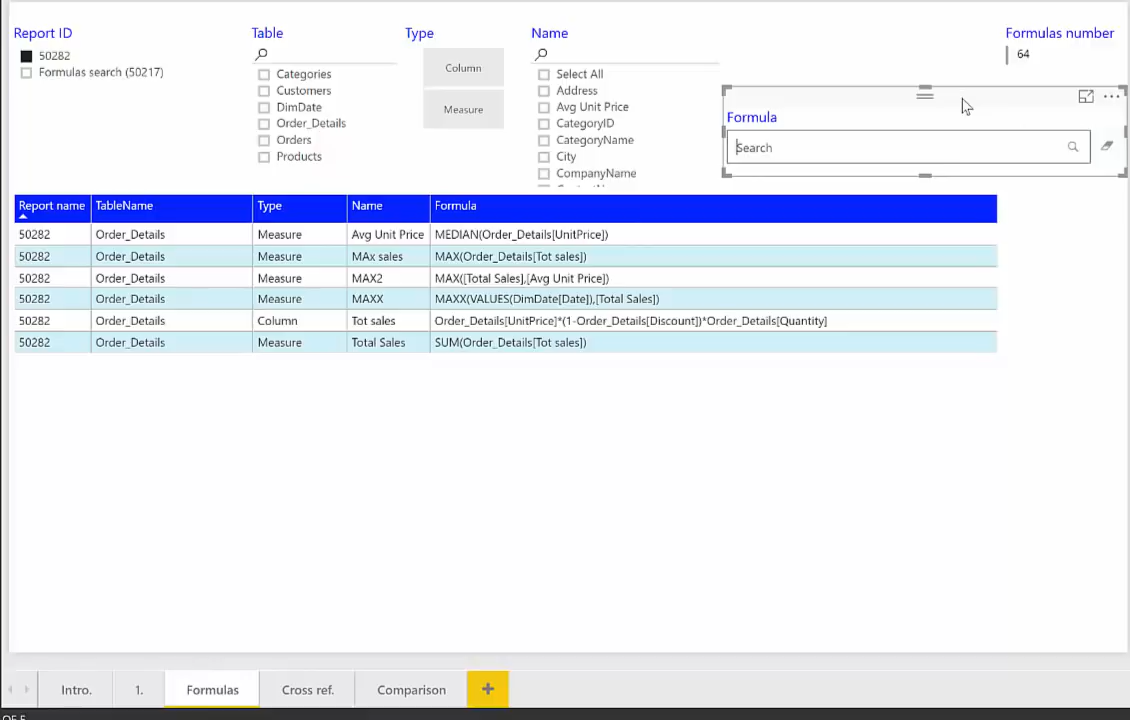 Report ID
50282
Formulas search (50217)
Table
Categories
Customers
DimDate
Order_Details
Orders
Products
Type
Column
Measure
Name
Select All
Address
Avg Unit Price
CategoryID
CategoryName
City
CompanyName
Formulas number
64
Formula
Search
Report name TableName Type Name Formula
50282 Order_Details Measure Avg Unit Price MEDIAN(Order_Details[UnitPrice])
50282 Order_Details Measure MAx sales MAX(Order_Details[Tot sales])
50282 Order_Details Measure MAX2 MAX([Total Sales],[Avg Unit Price])
50282 Order_Details Measure MAXX MAXX(VALUES(DimDate[Date]),[Total Sales])
50282 Order_Details Column Tot sales Order_Details[UnitPrice]*(1-Order_Details[Discount])*Order_Details[Quantity]
50282 Order_Details Measure Total Sales SUM(Order_Details[Tot sales])
Intro. 1. Formulas Cross ref. Comparison +